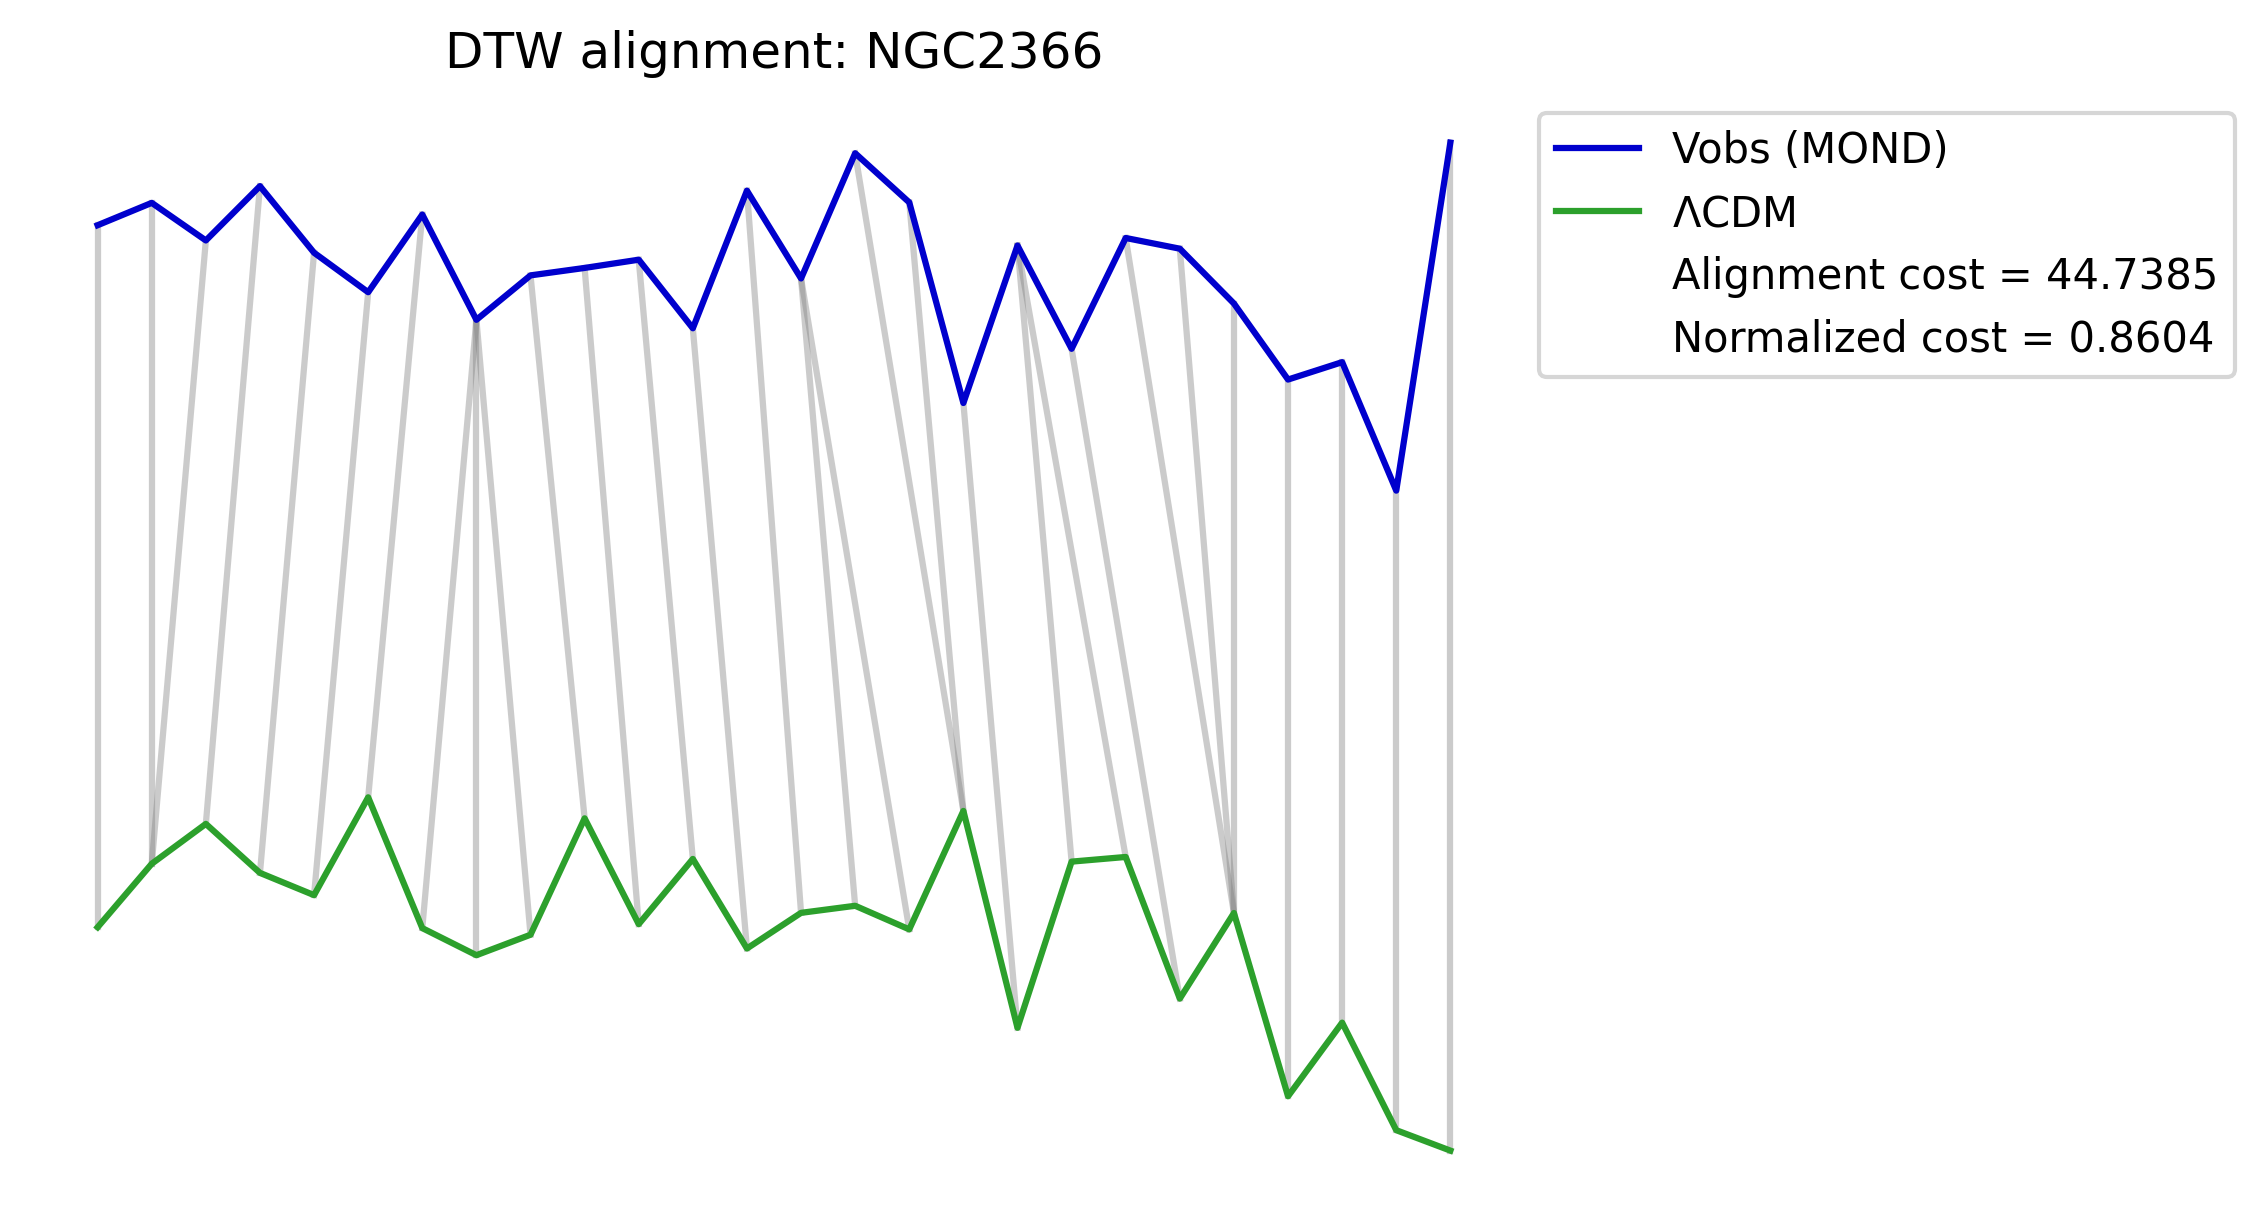 DTW alignment: NGC2366
Vobs (MOND)
ΛCDM
Alignment cost = 44.7385
Normalized cost = 0.8604